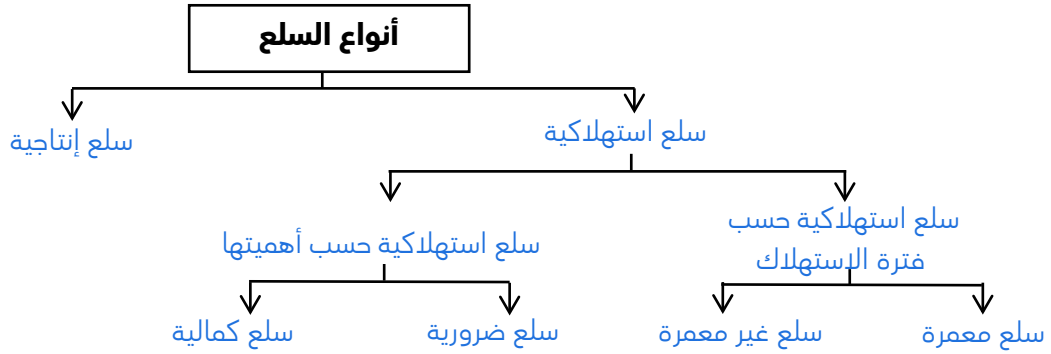 أنواع السلع
سلع استهلاكية
سلع إنتاجية
سلع استهلاكية حسب
فترة الإستهلاك
سلع استهلاكية حسب أهميتها
سلع معمرة
سلع غير معمرة
سلع ضرورية
سلع كمالية